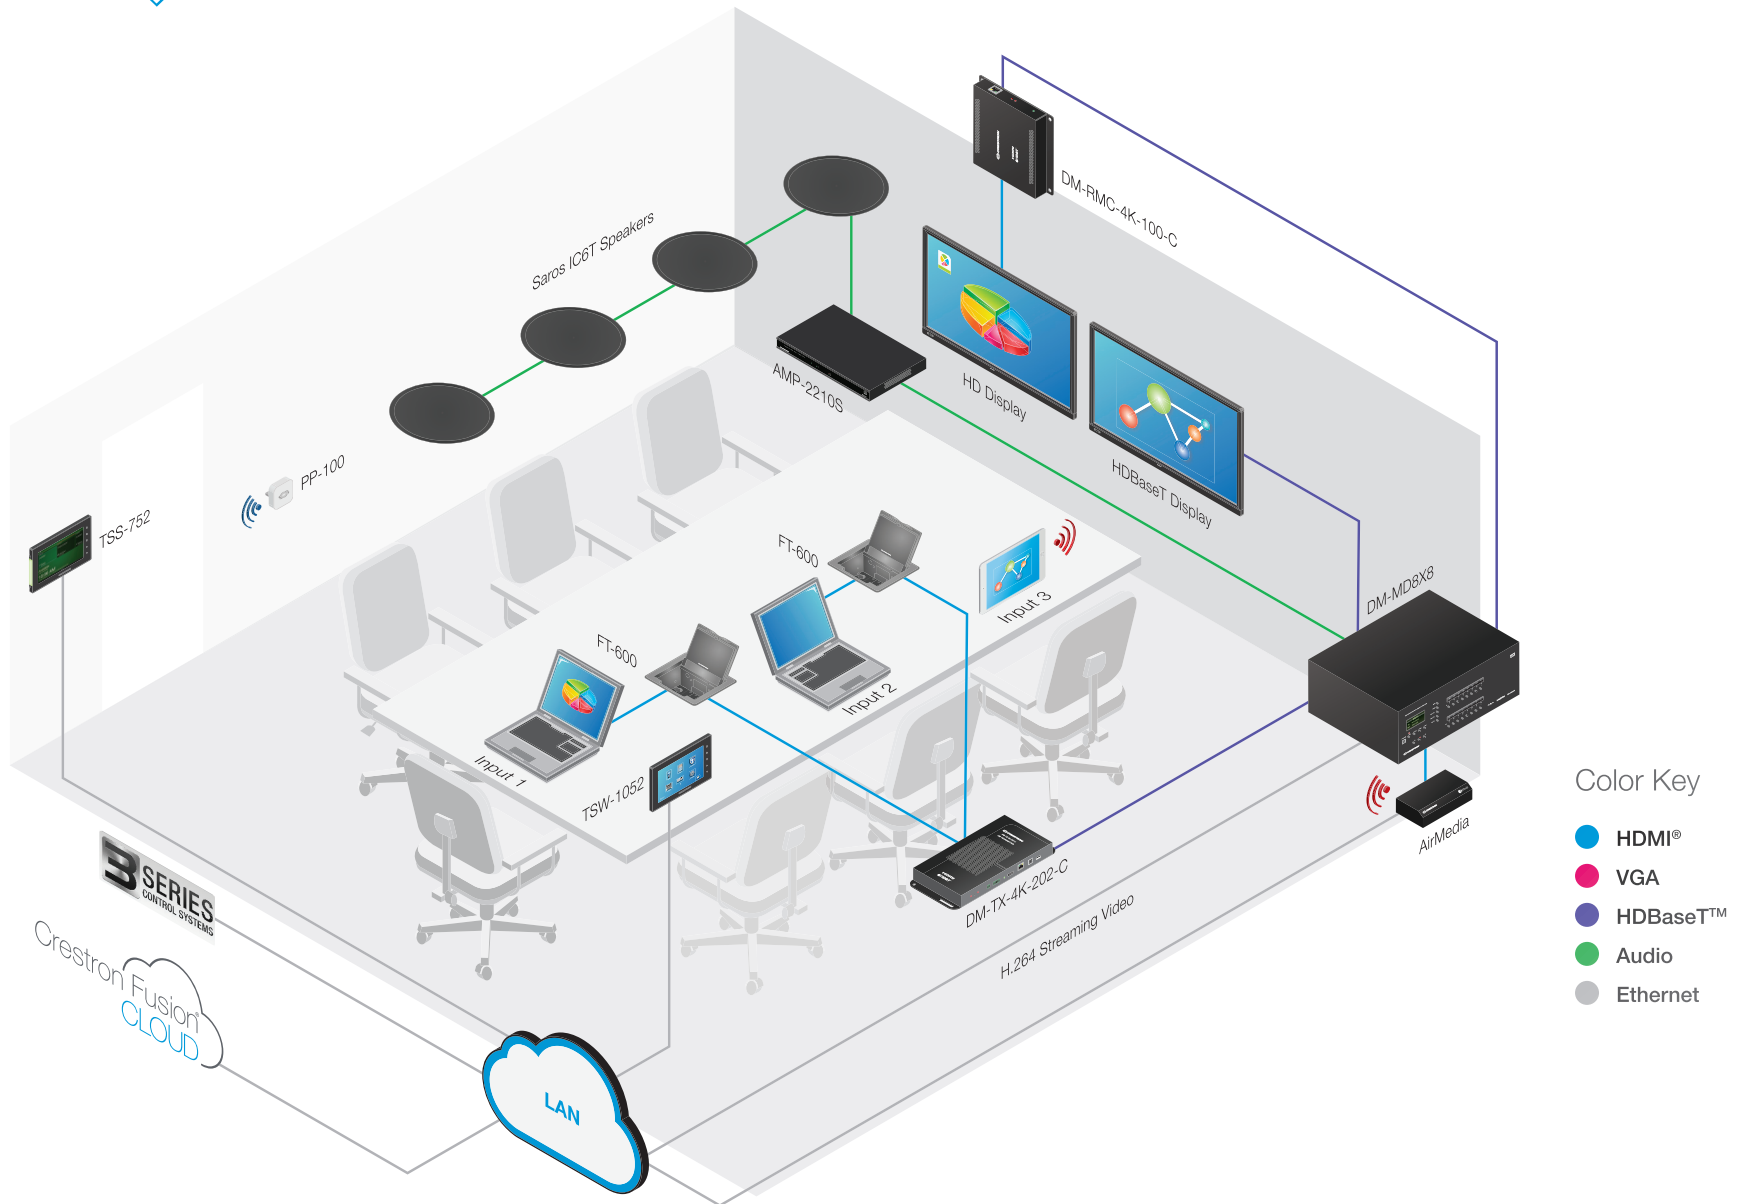 DM-RMC-4K-100-C
Saros IC6T Speakers
AMP-2210S
HD Display
HDBaseT Display
PP-100
TSS-752
FT-600
Input 3
DM-MD8X8
FT-600
Input 2
Input 1
TSW-1052
AirMedia
DM-TX-4K-202-C
H.264 Streaming Video
3 SERIES
CONTROL SYSTEMS
Crestron Fusion®
CLOUD
LAN
Color Key
HDMI®
VGA
HDBaseT™
Audio
Ethernet